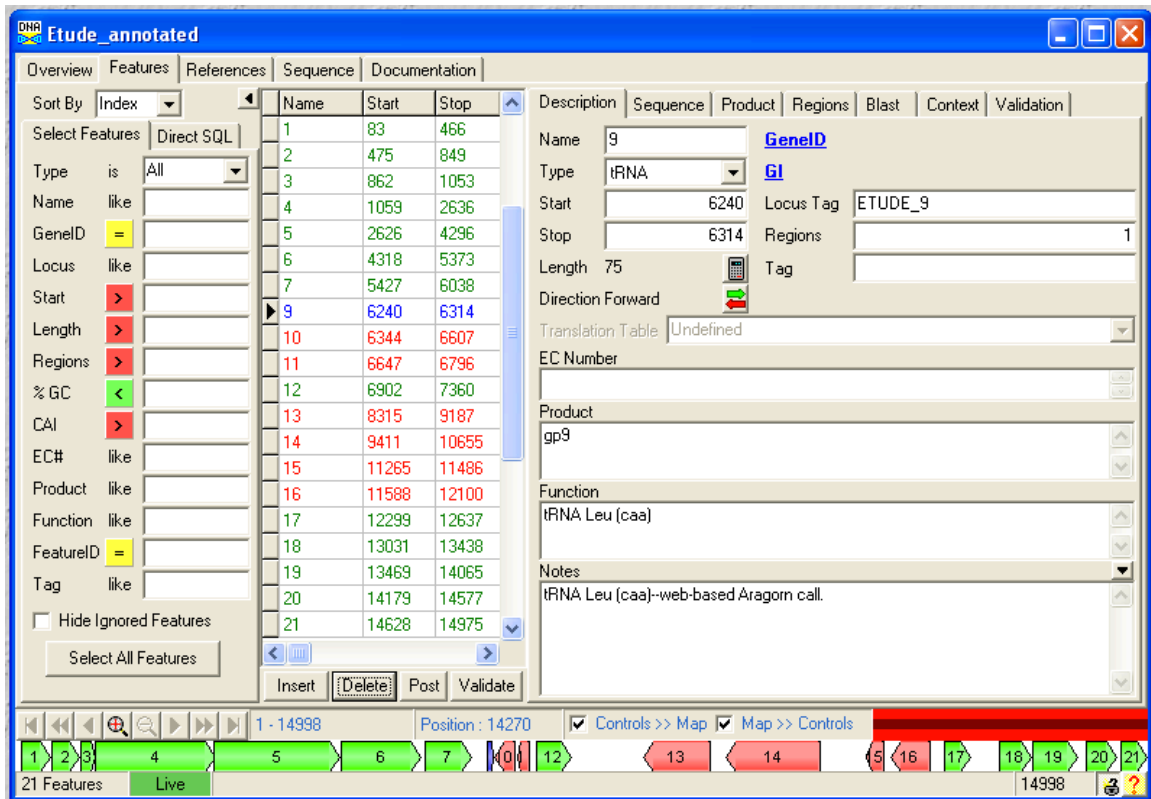 DNA Etude_annotated
Overview Features References Sequence Documentation
Sort By Index
Select Features Direct SQL
Type is All
Name like
GeneID =
Locus like
Start >
Length >
Regions >
% GC <
CAI >
EC# like
Product like
Function like
FeatureID =
Tag like
Hide Ignored Features
Select All Features
Name Start Stop
1 83 466
2 475 849
3 862 1053
4 1059 2636
5 2626 4296
6 4318 5373
7 5427 6038
9 6240 6314
10 6344 6607
11 6647 6796
12 6902 7360
13 8315 9187
14 9411 10655
15 11265 11486
16 11588 12100
17 12299 12637
18 13031 13438
19 13469 14065
20 14179 14577
21 14628 14975
Insert Delete Post Validate
Description Sequence Product Regions Blast Context Validation
Name 9 GeneID
Type tRNA GI
Start 6240 Locus Tag ETUDE_9
Stop 6314 Regions 1
Length 75 Tag
Direction Forward
Translation Table Undefined
EC Number
Product
gp9
Function
tRNA Leu (caa)
Notes
tRNA Leu (caa)--web-based Aragorn call.
1 - 14998 Position : 14270 Controls >> Map Map >> Controls
1 2 3 4 5 6 7 0 12 13 14 5 16 17 18 19 20 21
21 Features Live 14998 ?